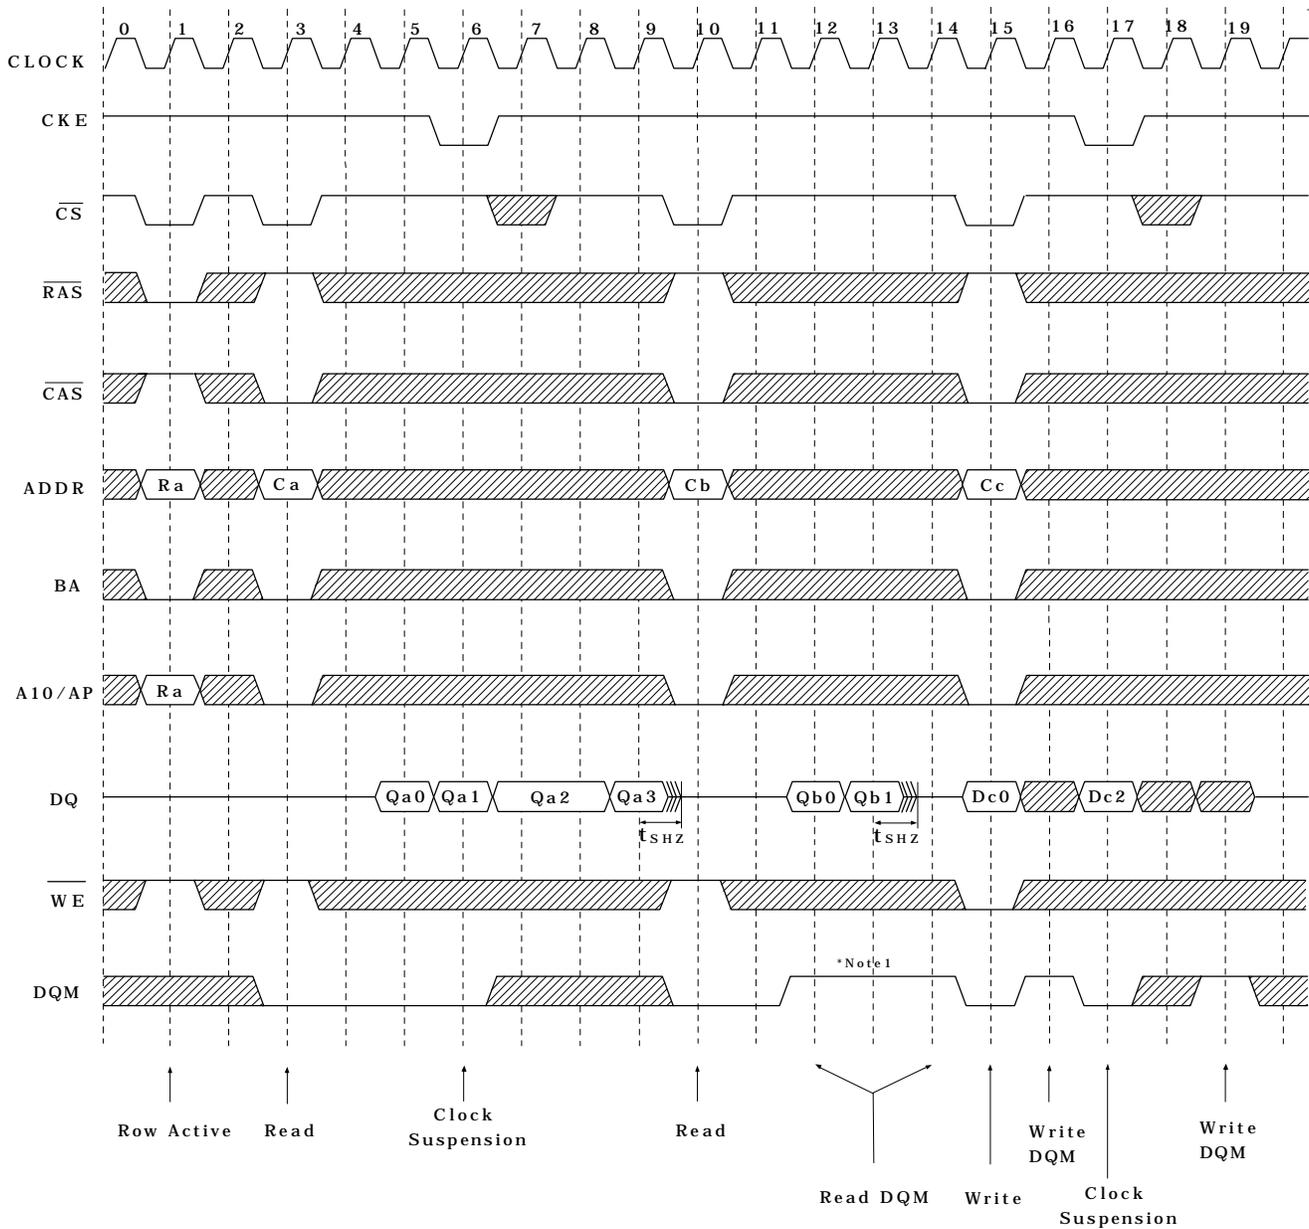 0 1 2 3 4 5 6 7 8 9 10 11 12 13 14 15 16 17 18 19
CLOCK
CKE
CS
RAS
CAS
ADDR Ra Ca Cb Cc
BA
A10/AP Ra
DQ Qa0 Qa1 Qa2 Qa3 Qb0 Qb1 Dc0 Dc2
tSHZ tSHZ
WE
*Note1
DQM
Row Active Read Clock Suspension Read Write DQM Write DQM
Read DQM Write Clock Suspension